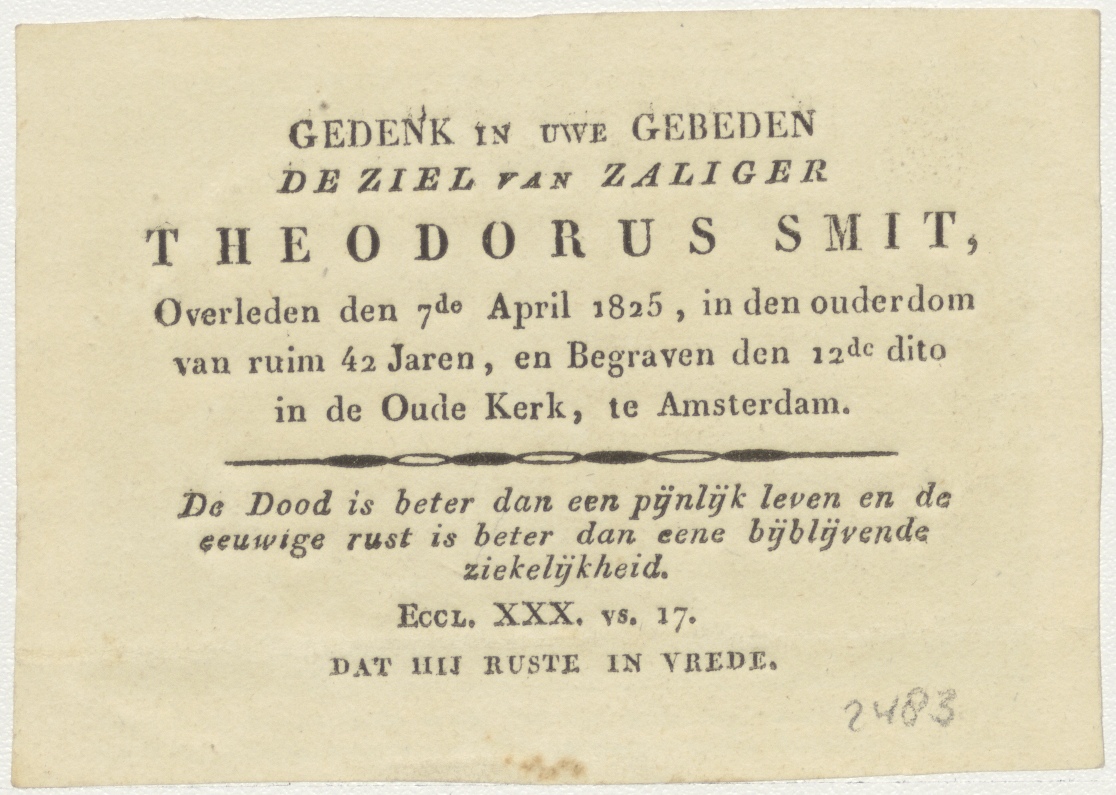 GEDENK IN UWE GEBEDEN
DE ZIEL VAN ZALIGER
THEODORUS SMIT,
Overleden den 7de April 1825, in den ouderdom
van ruim 42 Jaren, en Begraven den 12de dito
in de Oude Kerk, te Amsterdam.
De Dood is beter dan een pijnlijk leven en de
eeuwige rust is beter dan eene bijblijvende
ziekelijkheid.
ECCL. XXX. vs. 17.
DAT HIJ RUSTE IN VREDE.
2483